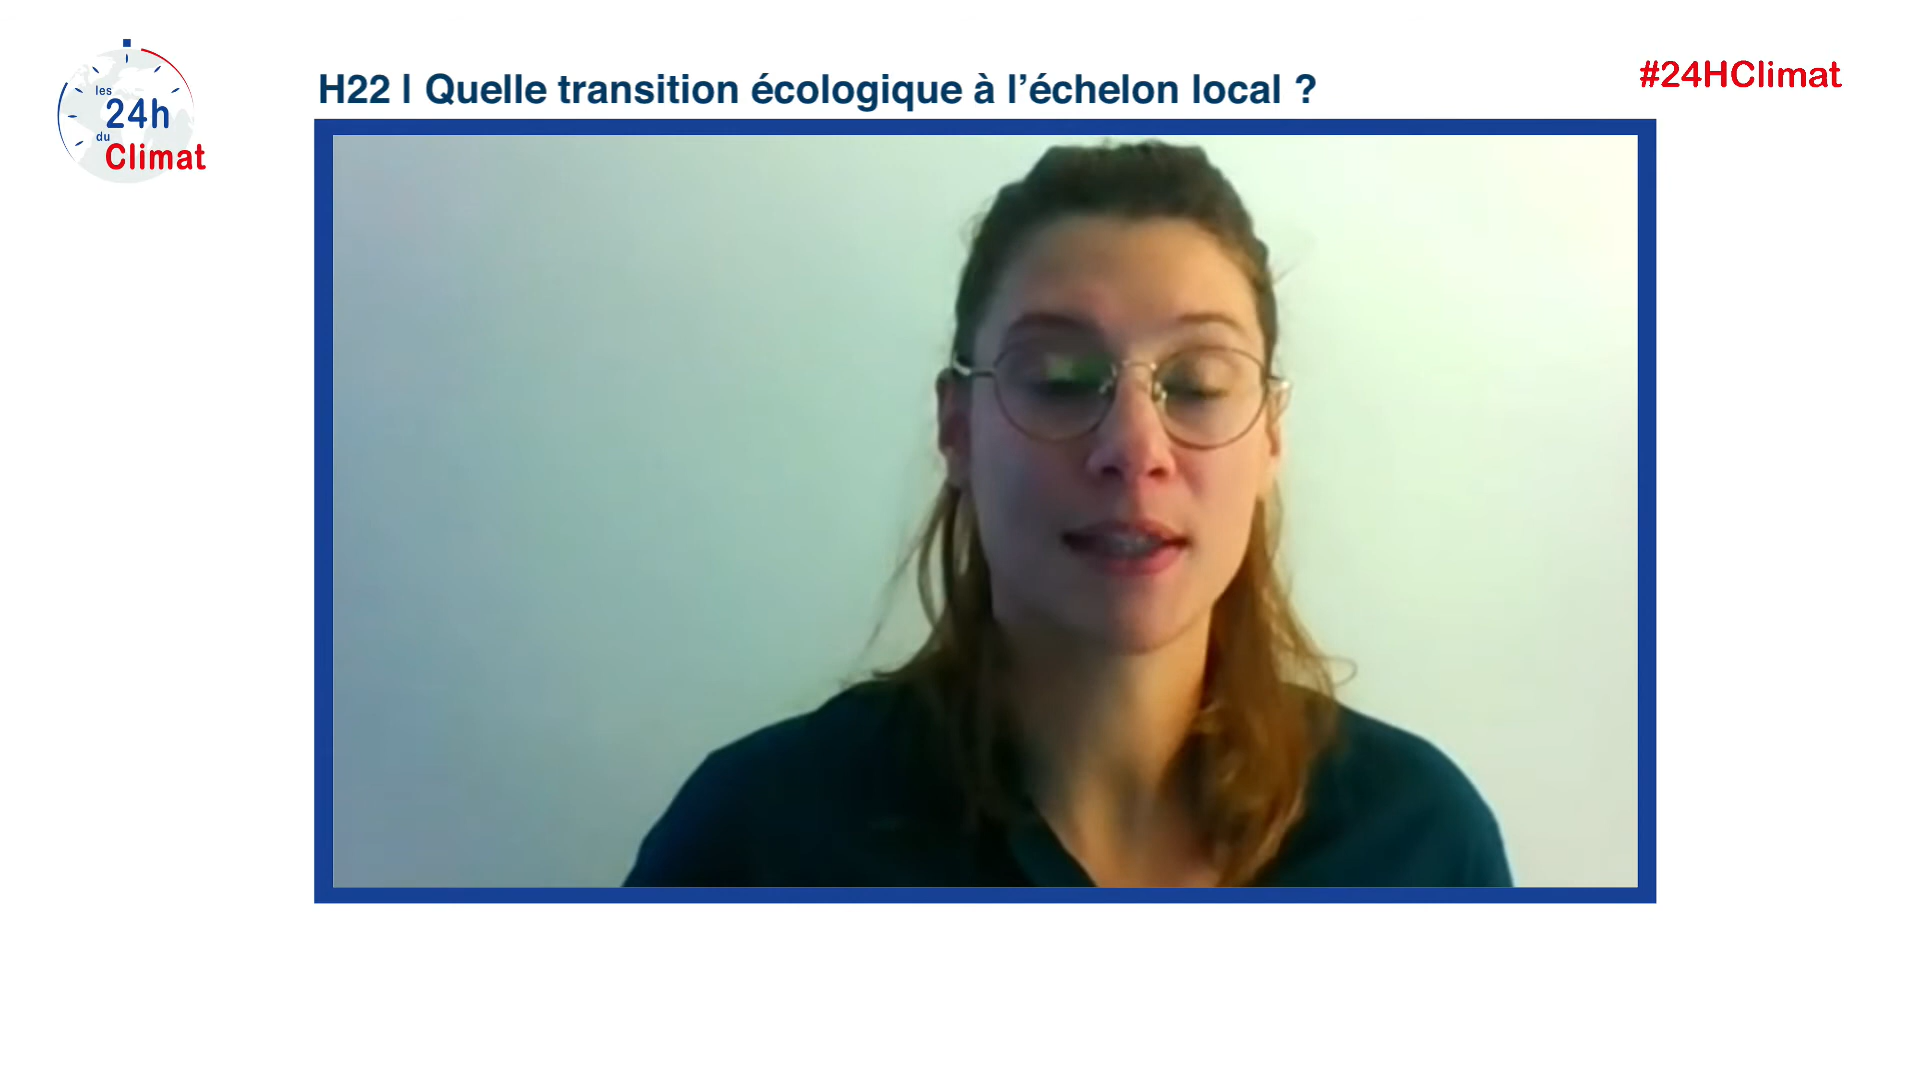 les
24h
du
Climat
H22 | Quelle transition écologique à l’échelon local ?
#24HClimat